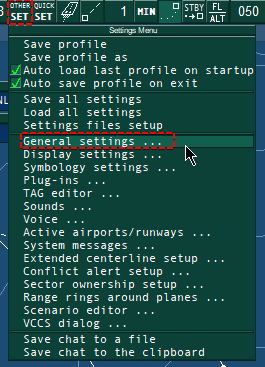 OTHER SET QUICK SET 1 MIN STBY FL ALT 050
Settings Menu
Save profile
Save profile as
Auto load last profile on startup
Auto save profile on exit
Save all settings
Load all settings
Settings files setup
General settings ...
Display settings ...
Symbology settings ...
Plug-ins ...
TAG editor ...
Sounds ...
Voice ...
Active airports/runways ...
System messages ...
Extended centerline setup ...
Conflict alert setup ...
Sector ownership setup ...
Range rings around planes ...
Scenario editor ...
VCCS dialog ...
Save chat to a file
Save chat to the clipboard